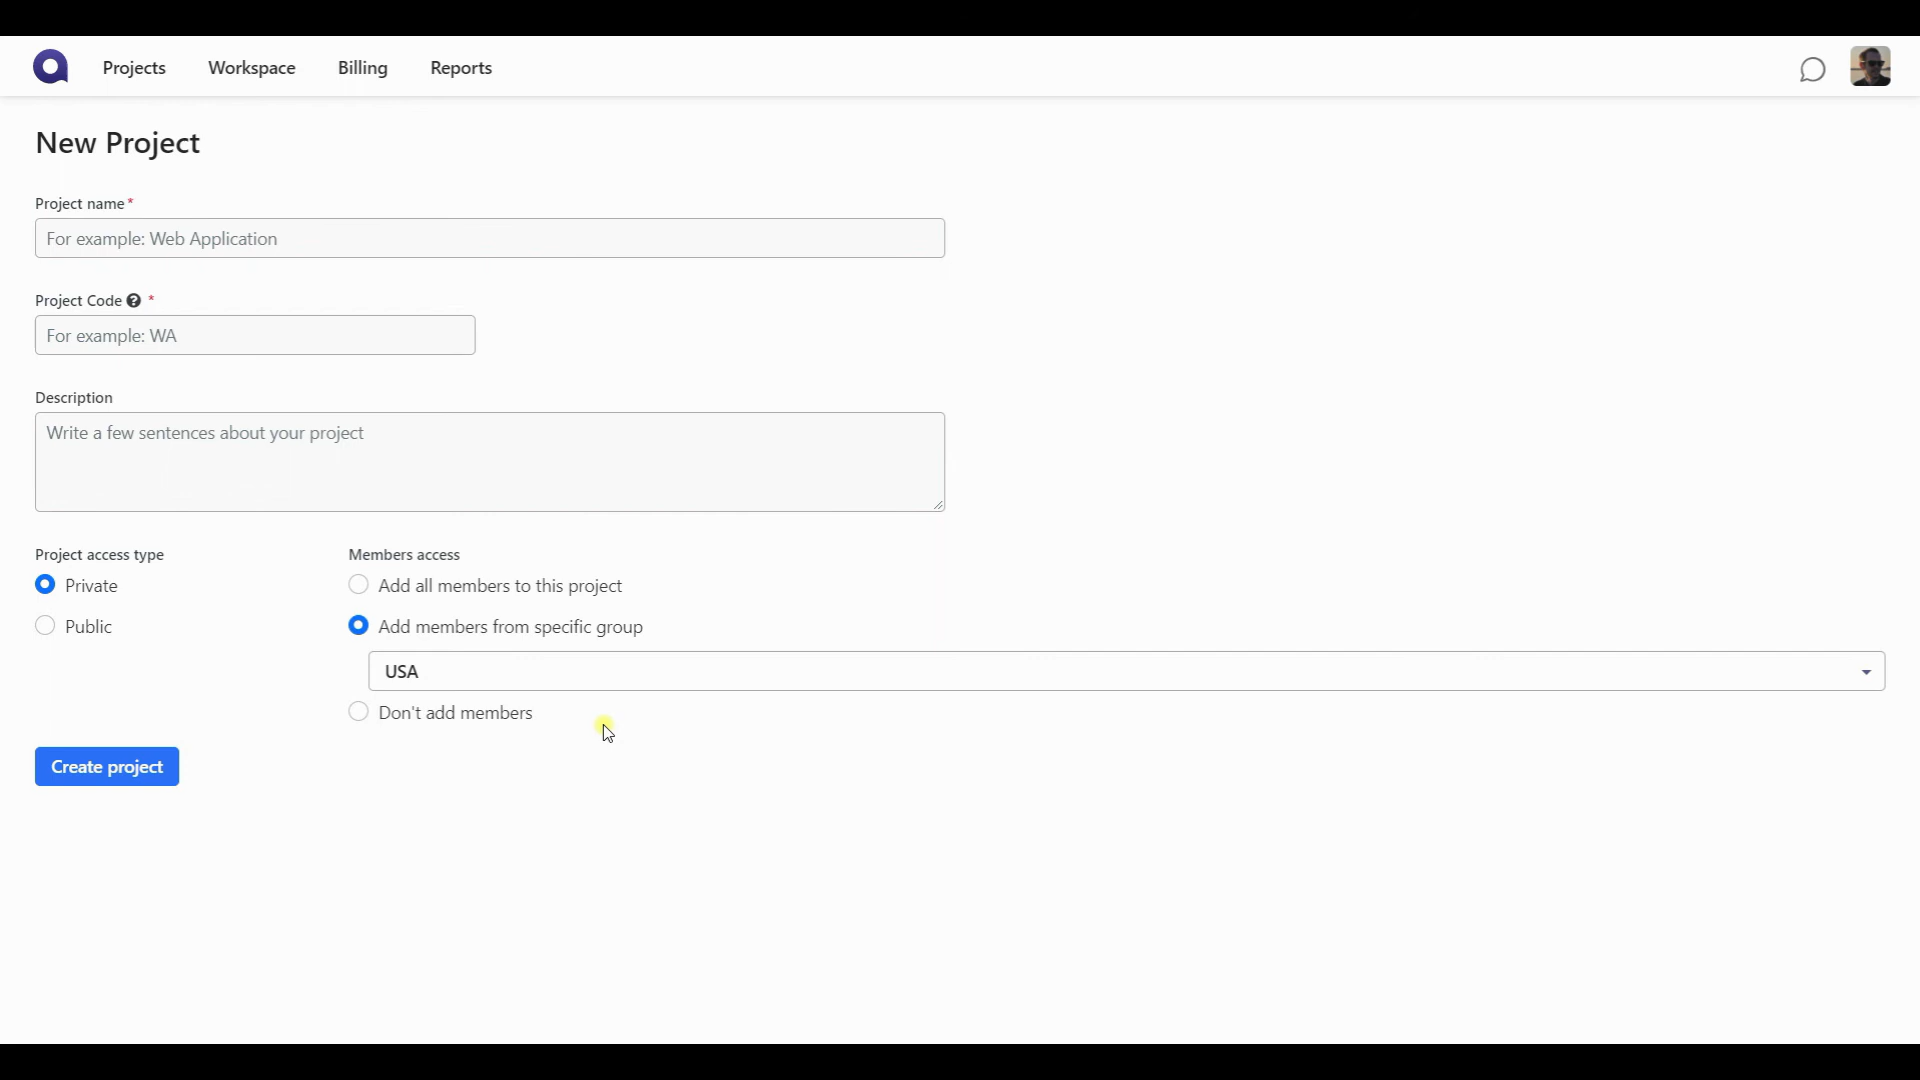 Projects Workspace Billing Reports
New Project
Project name*
For example: Web Application
Project Code ? *
For example: WA
Description
Write a few sentences about your project
Project access type
Private
Public
Members access
Add all members to this project
Add members from specific group
USA
Don't add members
Create project